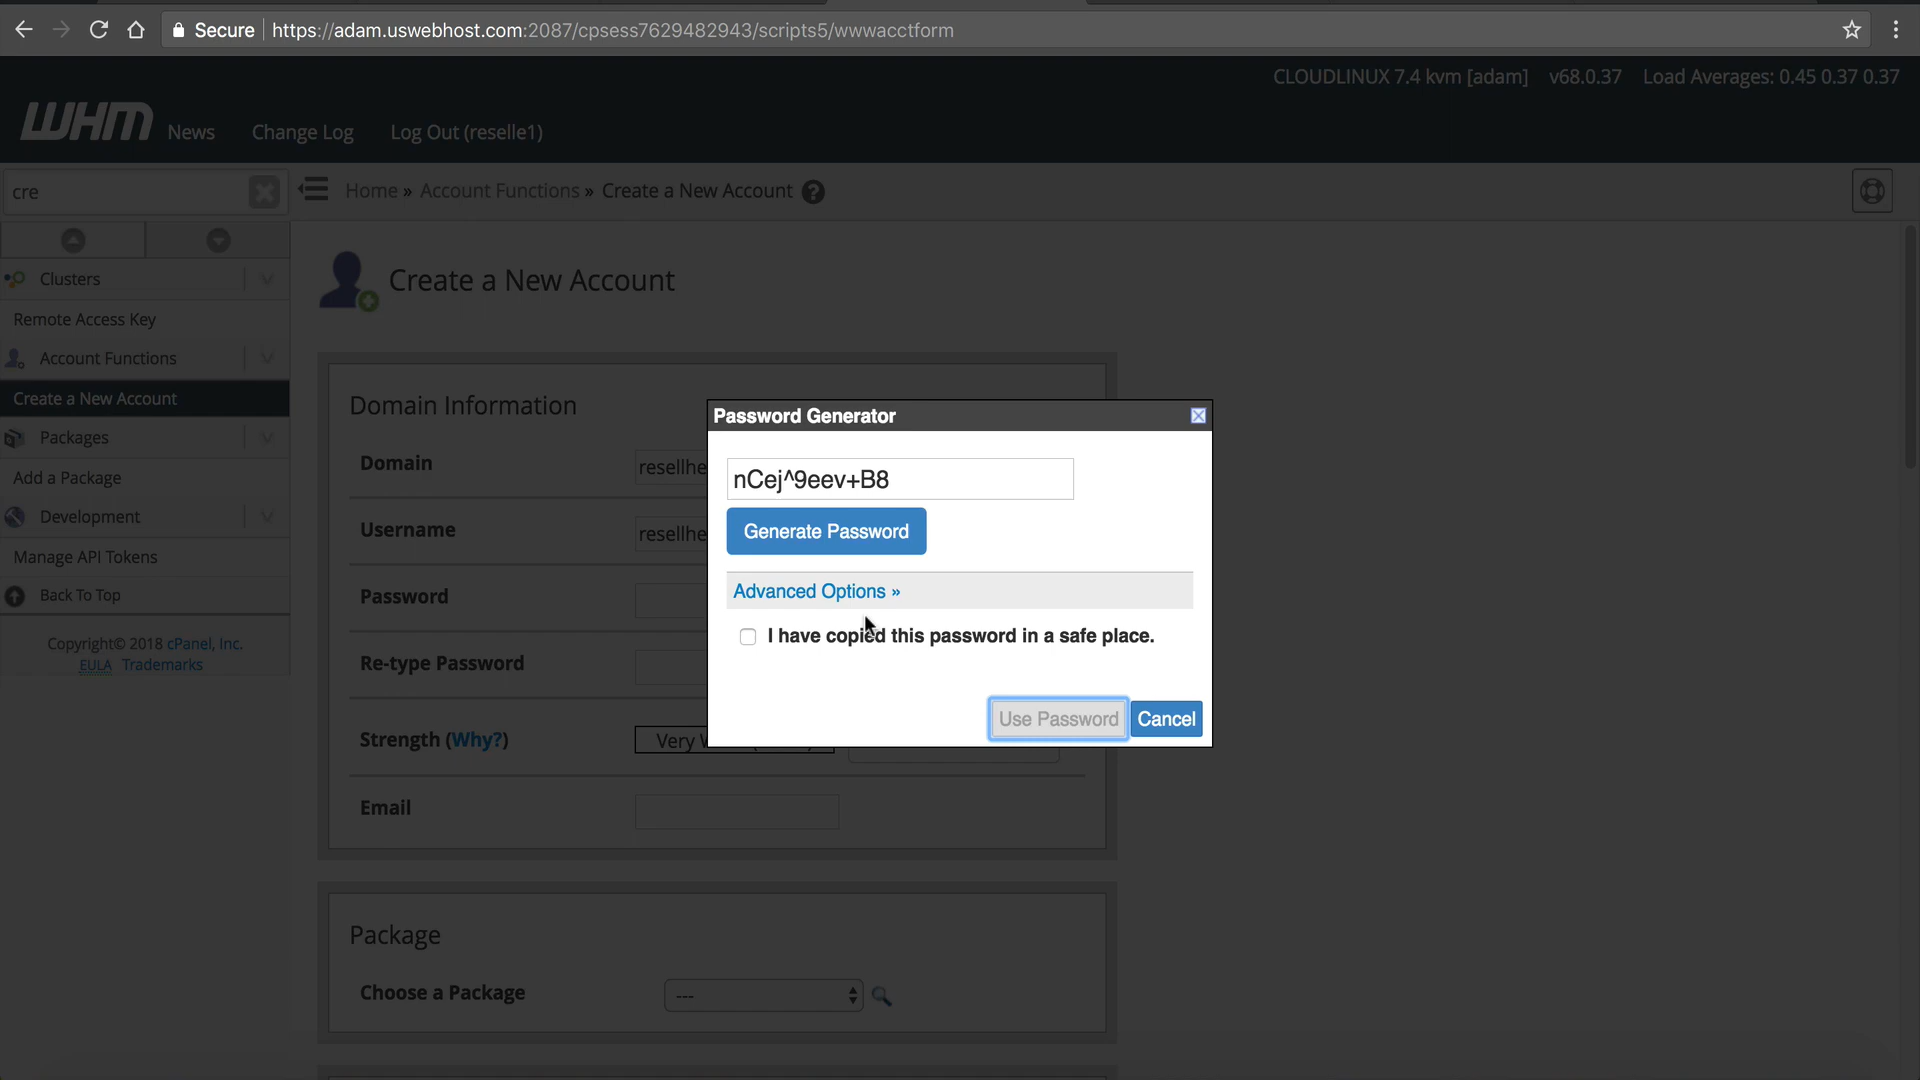 Secure https://adam.uswebhost.com:2087/cpsess7629482943/scripts5/wwwacctform
CLOUDLINUX 7.4 kvm [adam] v68.0.37 Load Averages: 0.45 0.37 0.37
WHM News Change Log Log Out (reselle1)
cre
Home » Account Functions » Create a New Account
Clusters
Remote Access Key
Account Functions
Create a New Account
Packages
Add a Package
Development
Manage API Tokens
Back To Top
Copyright© 2018 cPanel, Inc.
EULA Trademarks
Create a New Account
Domain Information
Domain resellhe
Username resellhe
Password
Re-type Password
Strength (Why?) Very
Email
Package
Choose a Package ---
Password Generator
nCej^9eev+B8
Generate Password
Advanced Options »
I have copied this password in a safe place.
Use Password Cancel